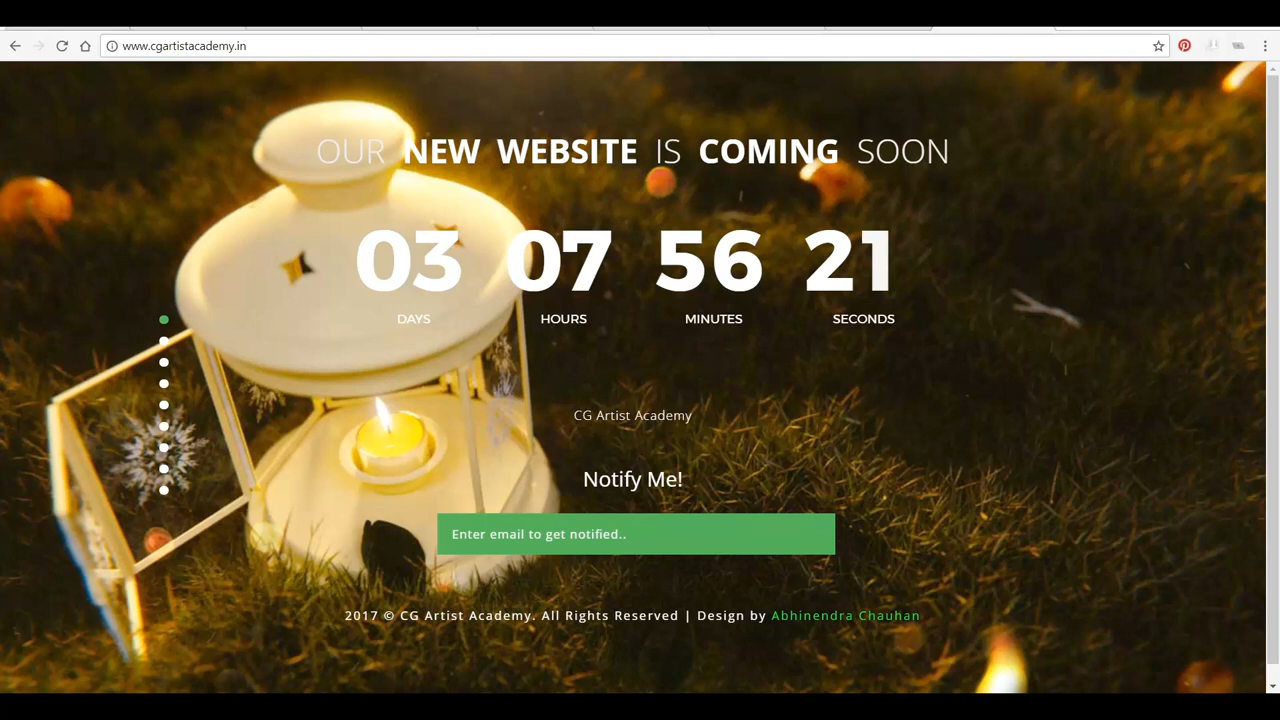 www.cgartistacademy.in
OUR NEW WEBSITE IS COMING SOON
03 07 56 21
DAYS HOURS MINUTES SECONDS
CG Artist Academy
Notify Me!
Enter email to get notified..
2017 © CG Artist Academy. All Rights Reserved | Design by Abhinendra Chauhan